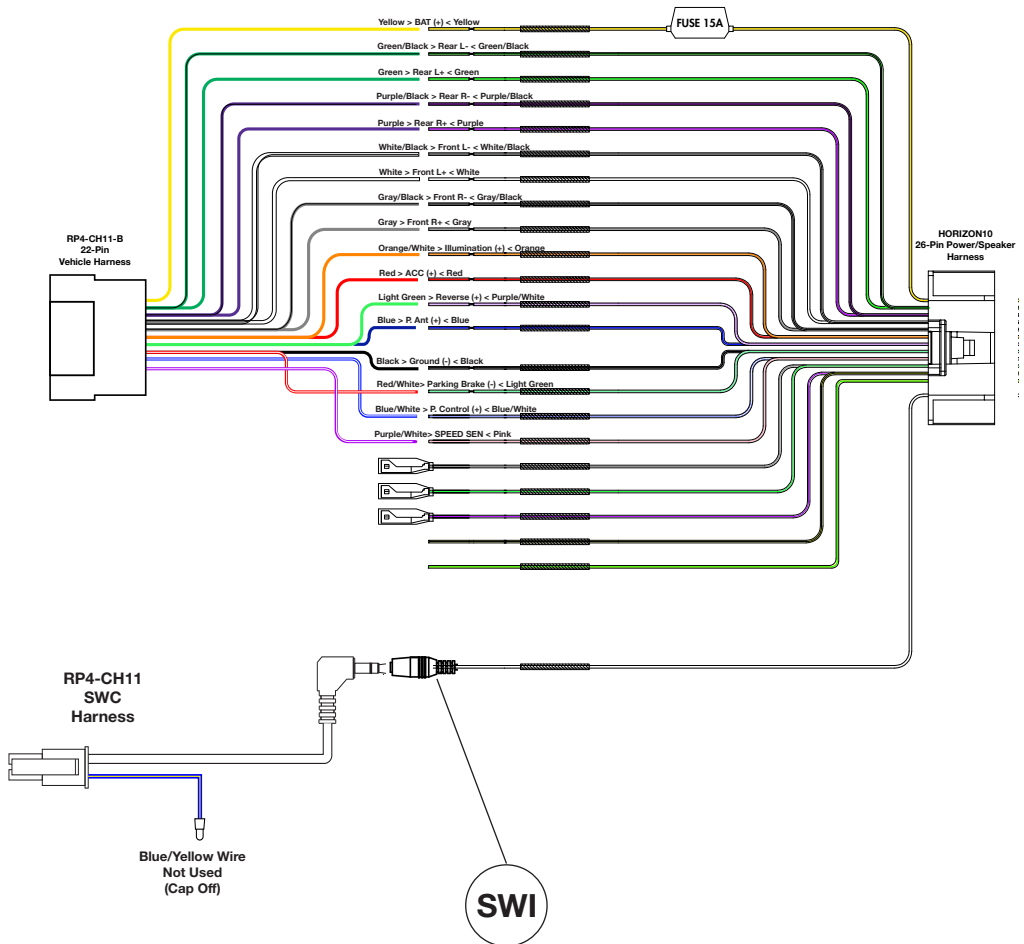 Yellow > BAT (+) < Yellow
FUSE 15A
Green/Black > Rear L- < Green/Black
Green > Rear L+ < Green
Purple/Black > Rear R- < Purple/Black
Purple > Rear R+ < Purple
White/Black > Front L- < White/Black
White > Front L+ < White
Gray/Black > Front R- < Gray/Black
Gray > Front R+ < Gray
RP4-CH11-B
22-Pin
Vehicle Harness
HORIZON10
26-Pin Power/Speaker
Harness
Orange/White > Illumination (+) < Orange
Red > ACC (+) < Red
Light Green > Reverse (+) < Purple/White
Blue > P. Ant (+) < Blue
Black > Ground (-) < Black
Red/White> Parking Brake (-) < Light Green
Blue/White > P. Control (+) < Blue/White
Purple/White> SPEED SEN < Pink
RP4-CH11
SWC
Harness
Blue/Yellow Wire
Not Used
(Cap Off)
SWI